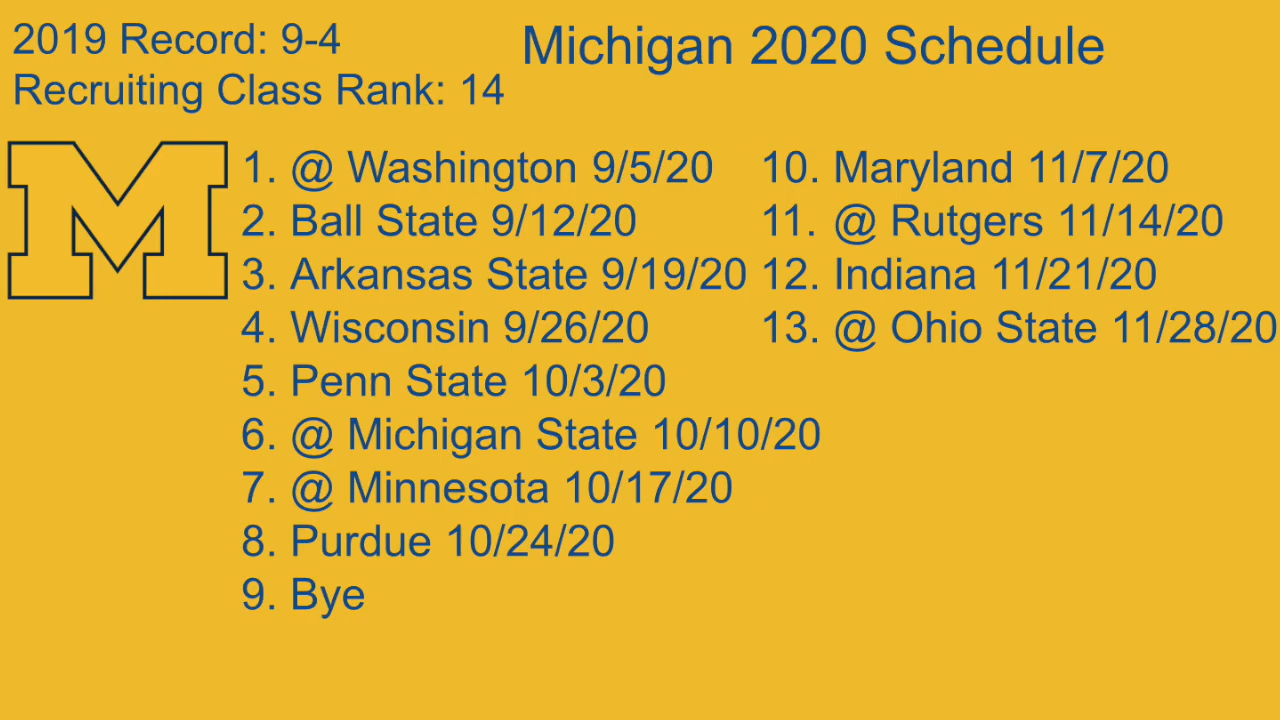 2019 Record: 9-4
Recruiting Class Rank: 14
Michigan 2020 Schedule
M
1. @ Washington 9/5/20
2. Ball State 9/12/20
3. Arkansas State 9/19/20
4. Wisconsin 9/26/20
5. Penn State 10/3/20
6. @ Michigan State 10/10/20
7. @ Minnesota 10/17/20
8. Purdue 10/24/20
9. Bye
10. Maryland 11/7/20
11. @ Rutgers 11/14/20
12. Indiana 11/21/20
13. @ Ohio State 11/28/20